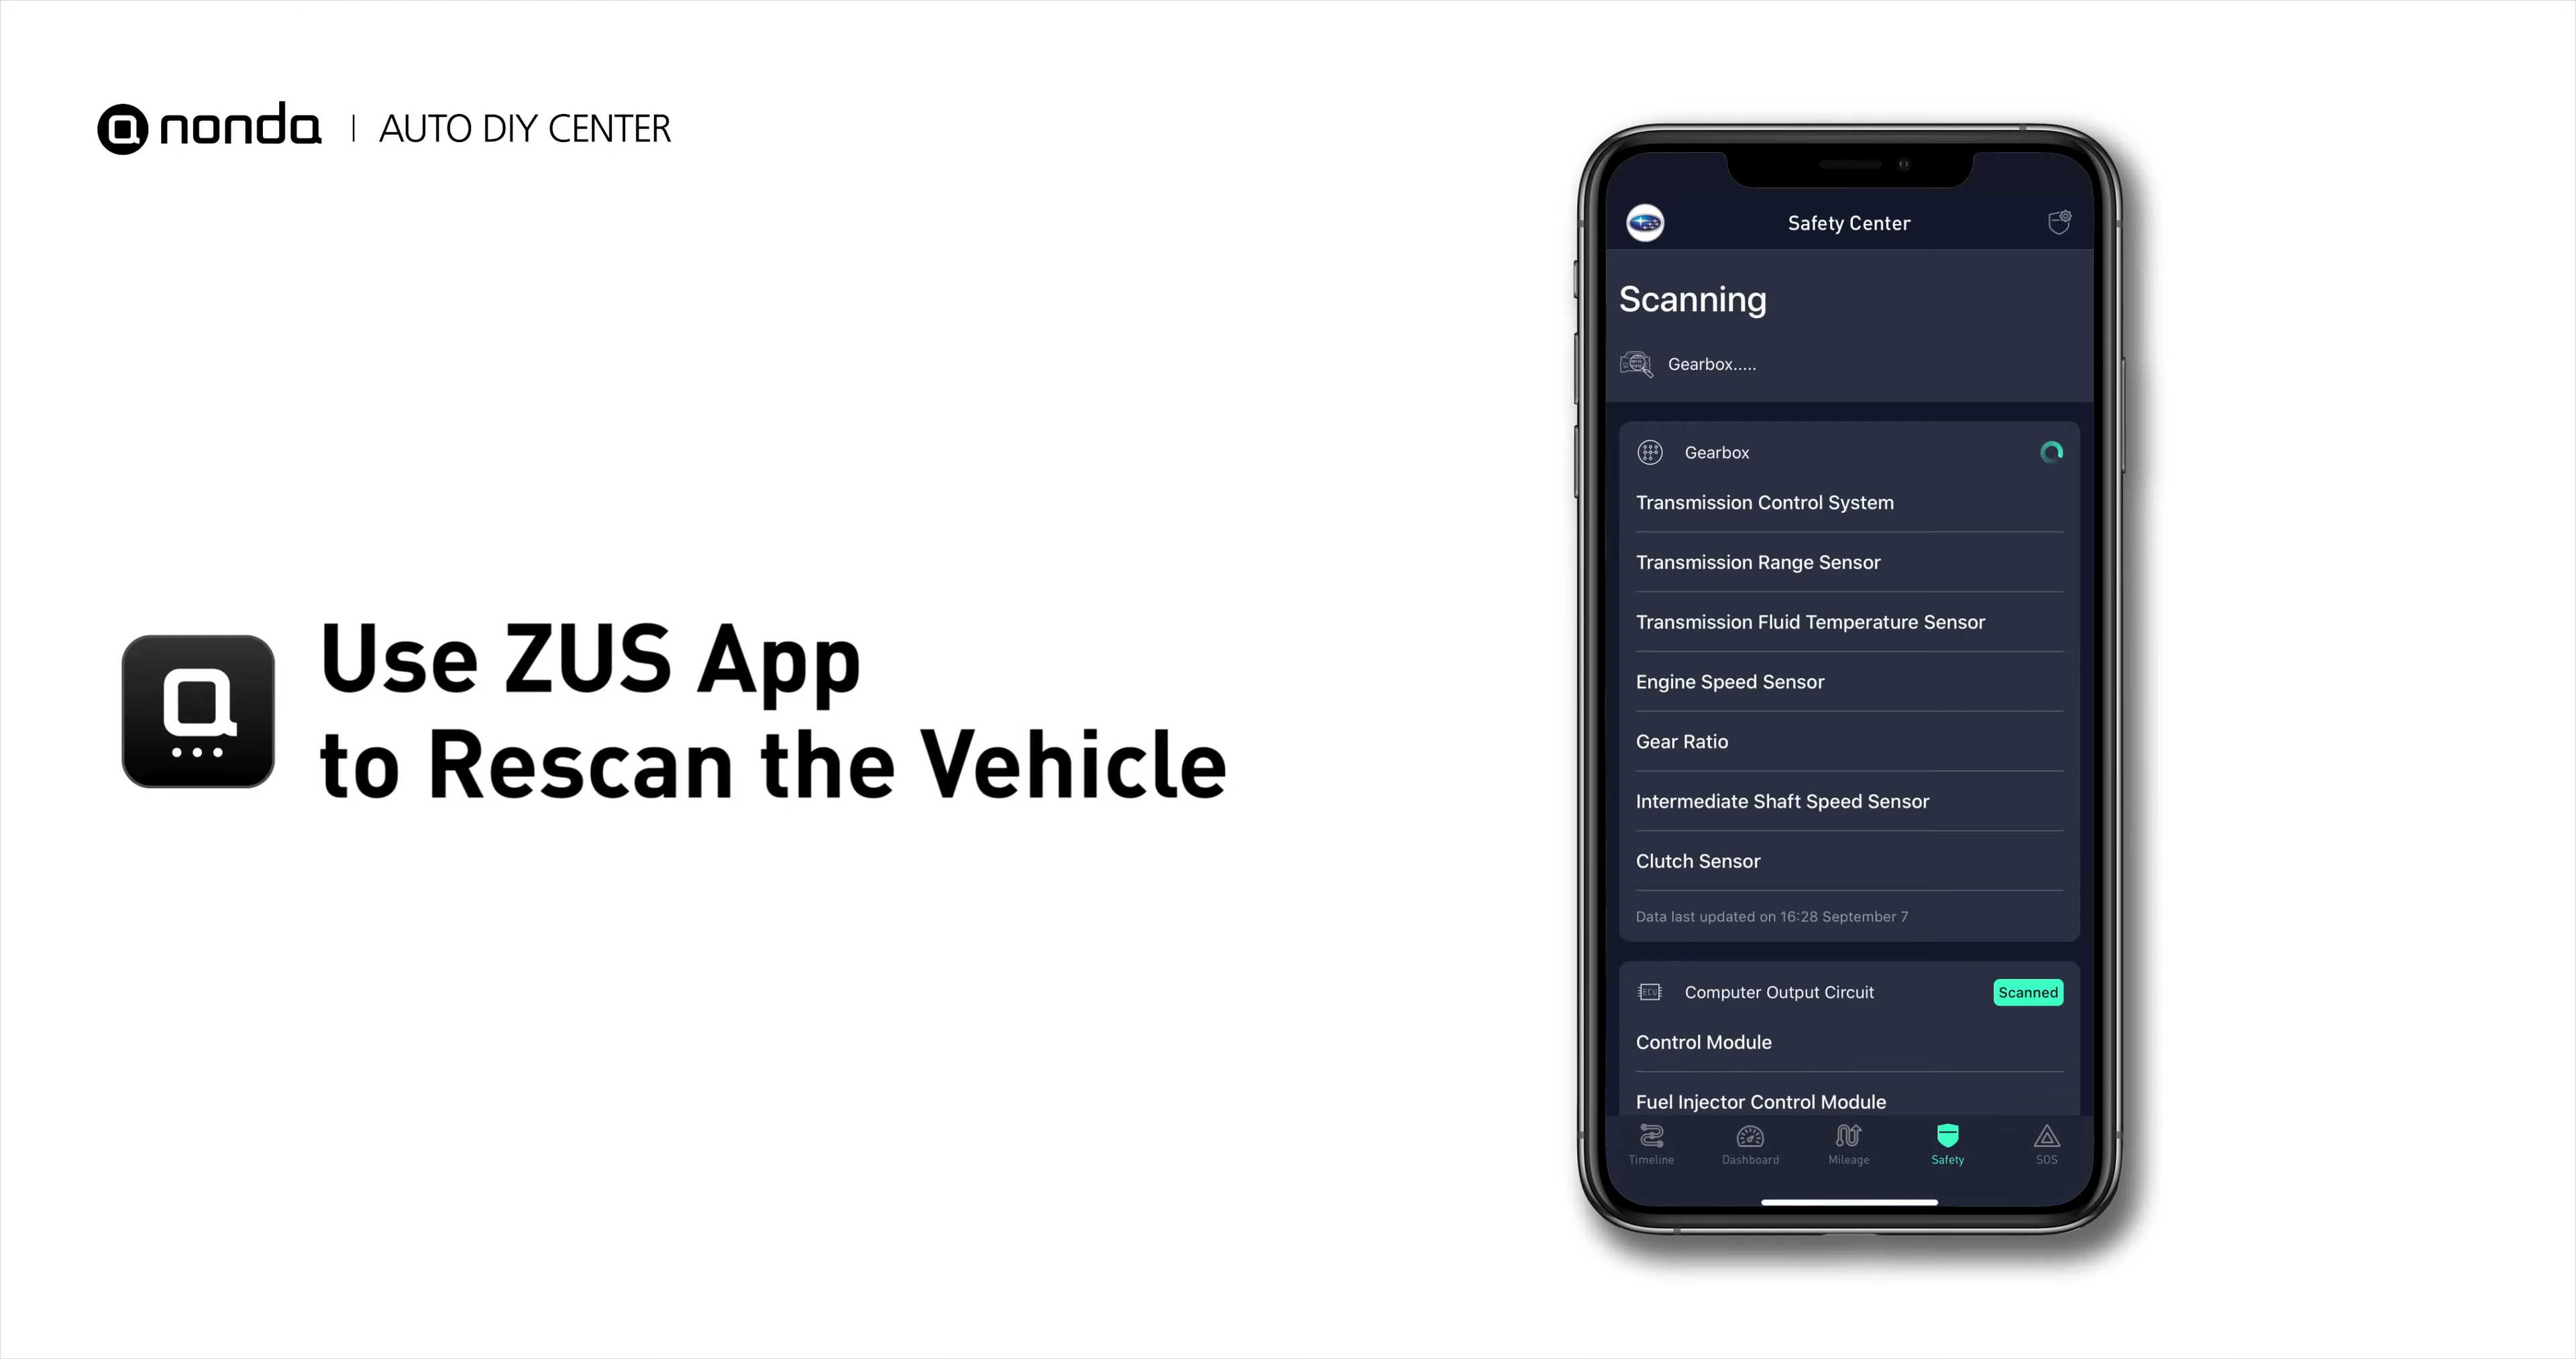 nonda | AUTO DIY CENTER
Use ZUS App
to Rescan the Vehicle
Safety Center
Scanning
Gearbox.....
Gearbox
Transmission Control System
Transmission Range Sensor
Transmission Fluid Temperature Sensor
Engine Speed Sensor
Gear Ratio
Intermediate Shaft Speed Sensor
Clutch Sensor
Data last updated on 16:28 September 7
ECU Computer Output Circuit Scanned
Control Module
Fuel Injector Control Module
Timeline Dashboard Mileage Safety SOS